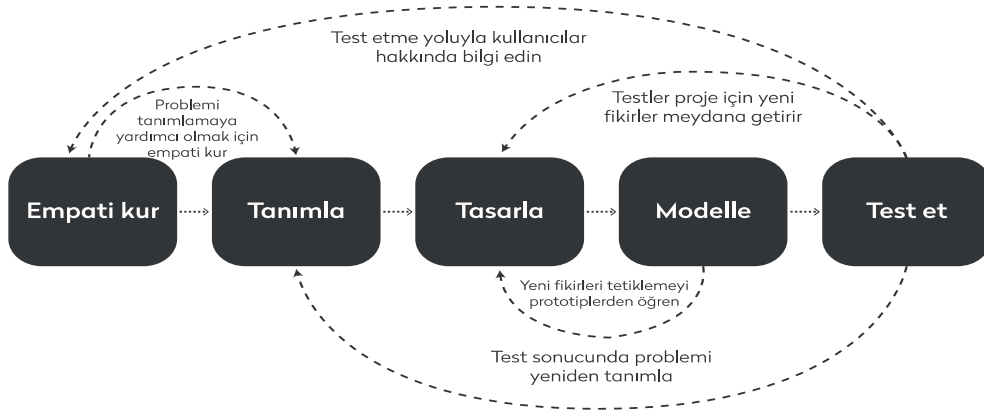 Test etme yoluyla kullanıcılar
hakkında bilgi edin
Testler proje için yeni
fikirler meydana getirir
Problemi
tanımlamaya
yardımcı olmak için
empati kur
Empati kur
Tanımla
Tasarla
Modelle
Test et
Yeni fikirleri tetiklemeyi
prototiplerden öğren
Test sonucunda problemi
yeniden tanımla